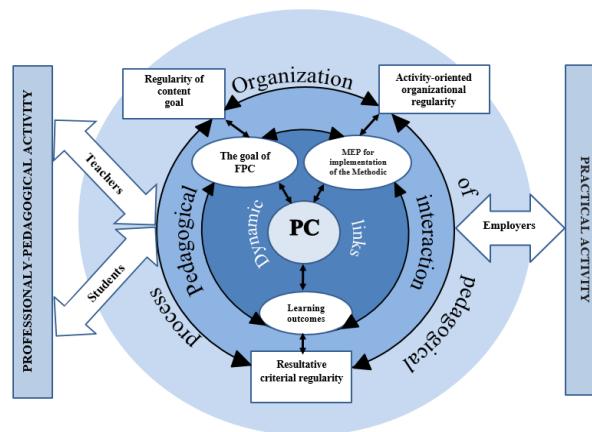 Regularity of
content
goal
Organization
Activity-oriented
organizational
regularity
PROFESSIONALY-PEDAGOGICAL ACTIVITY
Teachers
Students
The goal of
FPC
MEP for
implementation
of the Methodic
of
Pedagogical
interaction
Dynamic
links
PC
Employers
PRACTICAL ACTIVITY
Learning
outcomes
process
pedagogical
Resultative
criterial regularity